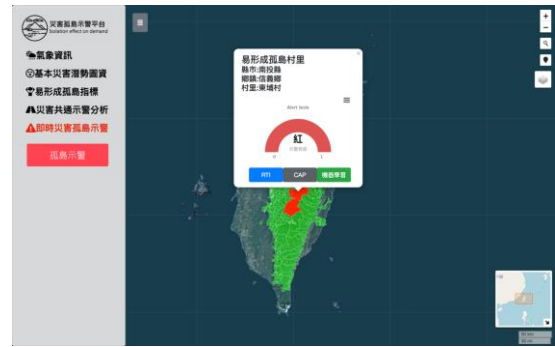 災害孤島示警平台
Isolation effect on demand
氣象資訊
基本災害潛勢圖資
易形成孤島指標
災害共通示警分析
即時災害孤島示警
孤島示警
易形成孤島村里
縣市:南投縣
鄉鎮:信義鄉
村里:東埔村
Alert level
紅
0
1
RTI
CAP
機器學習